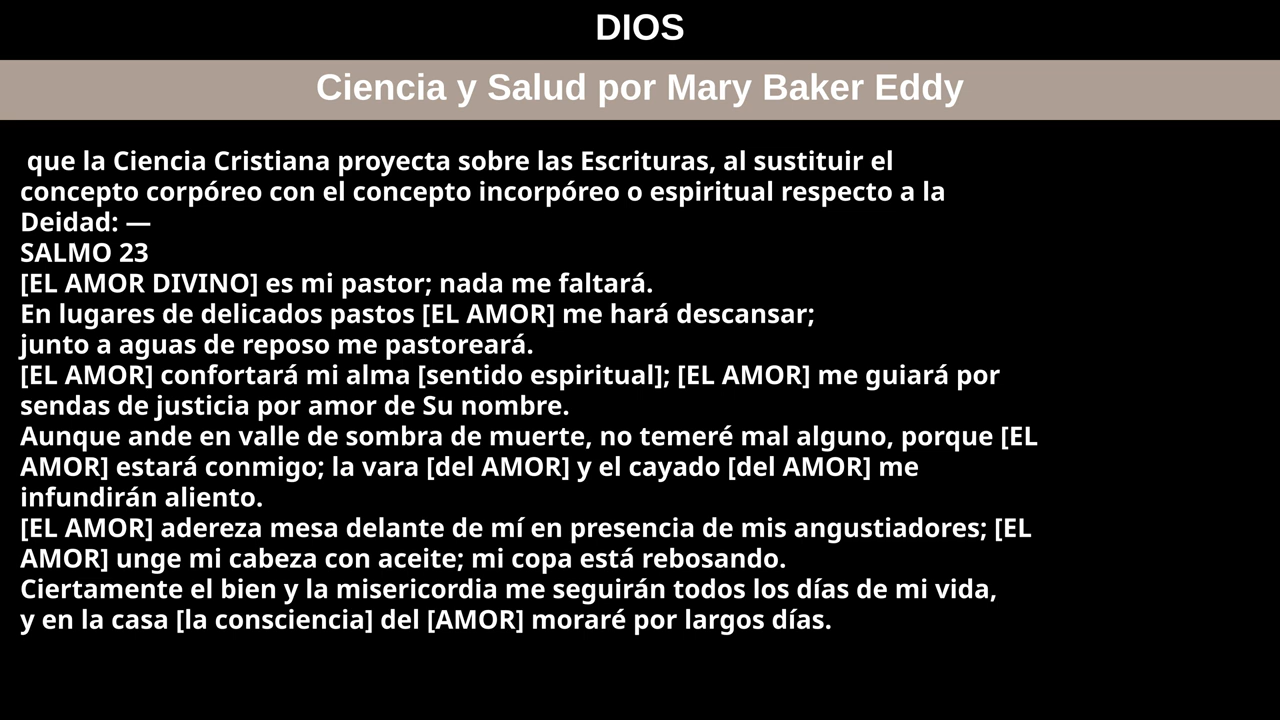 DIOS
Ciencia y Salud por Mary Baker Eddy
que la Ciencia Cristiana proyecta sobre las Escrituras, al sustituir el
concepto corpóreo con el concepto incorpóreo o espiritual respecto a la
Deidad: —
SALMO 23
[EL AMOR DIVINO] es mi pastor; nada me faltará.
En lugares de delicados pastos [EL AMOR] me hará descansar;
junto a aguas de reposo me pastoreará.
[EL AMOR] confortará mi alma [sentido espiritual]; [EL AMOR] me guiará por
sendas de justicia por amor de Su nombre.
Aunque ande en valle de sombra de muerte, no temeré mal alguno, porque [EL
AMOR] estará conmigo; la vara [del AMOR] y el cayado [del AMOR] me
infundirán aliento.
[EL AMOR] adereza mesa delante de mí en presencia de mis angustiadores; [EL
AMOR] unge mi cabeza con aceite; mi copa está rebosando.
Ciertamente el bien y la misericordia me seguirán todos los días de mi vida,
y en la casa [la consciencia] del [AMOR] moraré por largos días.